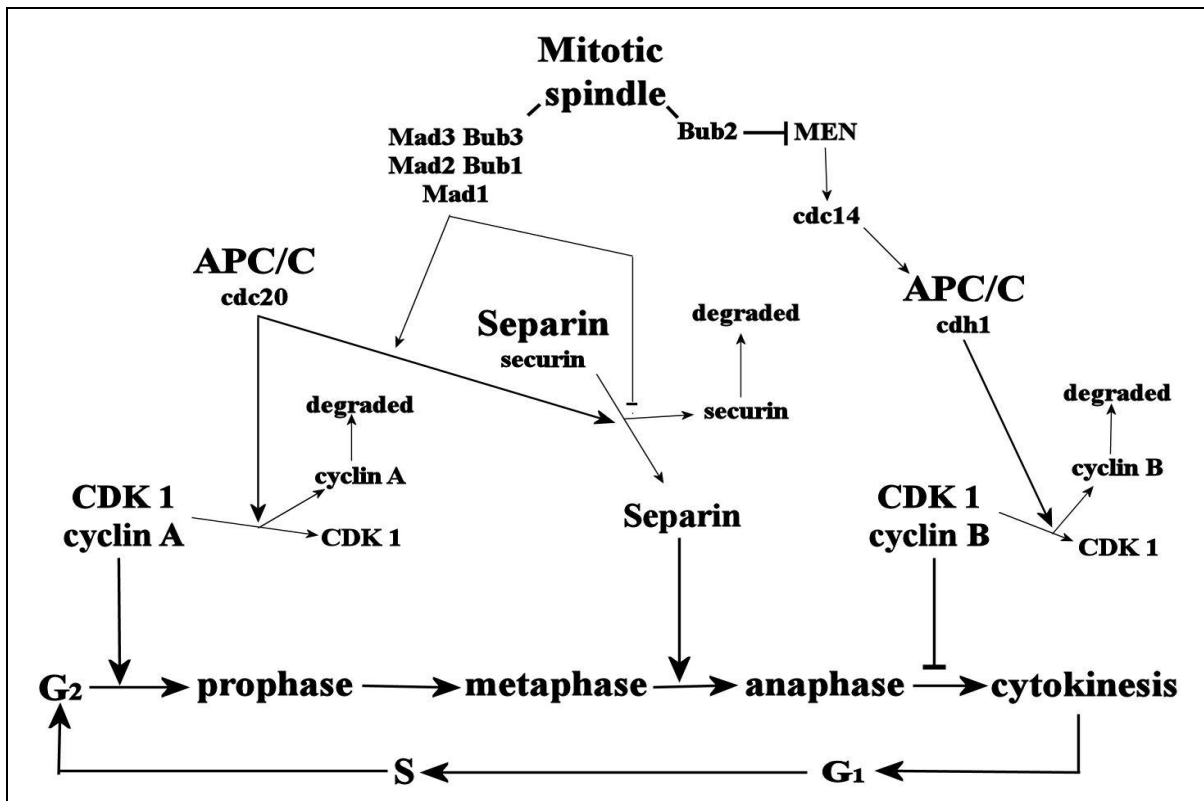 Mitotic
spindle
Mad3 Bub3
Mad2 Bub1
Mad1
Bub2
MEN
cdc14
APC/C
cdc20
APC/C
cdh1
Separin
securin
degraded
securin
degraded
cyclin A
CDK 1
cyclin A
CDK 1
Separin
degraded
cyclin B
CDK 1
cyclin B
CDK 1
G2
prophase
metaphase
anaphase
cytokinesis
S
G1